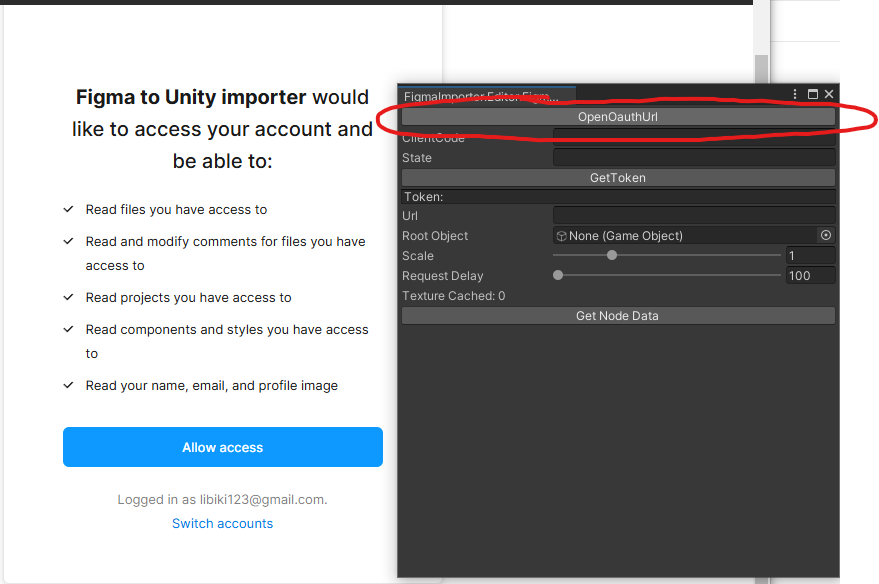 Figma to Unity importer would
like to access your account and
be able to:
Read files you have access to
Read and modify comments for files you have
access to
Read projects you have access to
Read components and styles you have access
to
Read your name, email, and profile image
Allow access
Logged in as libiki123@gmail.com.
Switch accounts
FigmaImporter.Editor.Figm...
OpenOauthUrl
ClientCode
State
GetToken
Token:
Url
Root Object None (Game Object)
Scale 1
Request Delay 100
Texture Cached: 0
Get Node Data